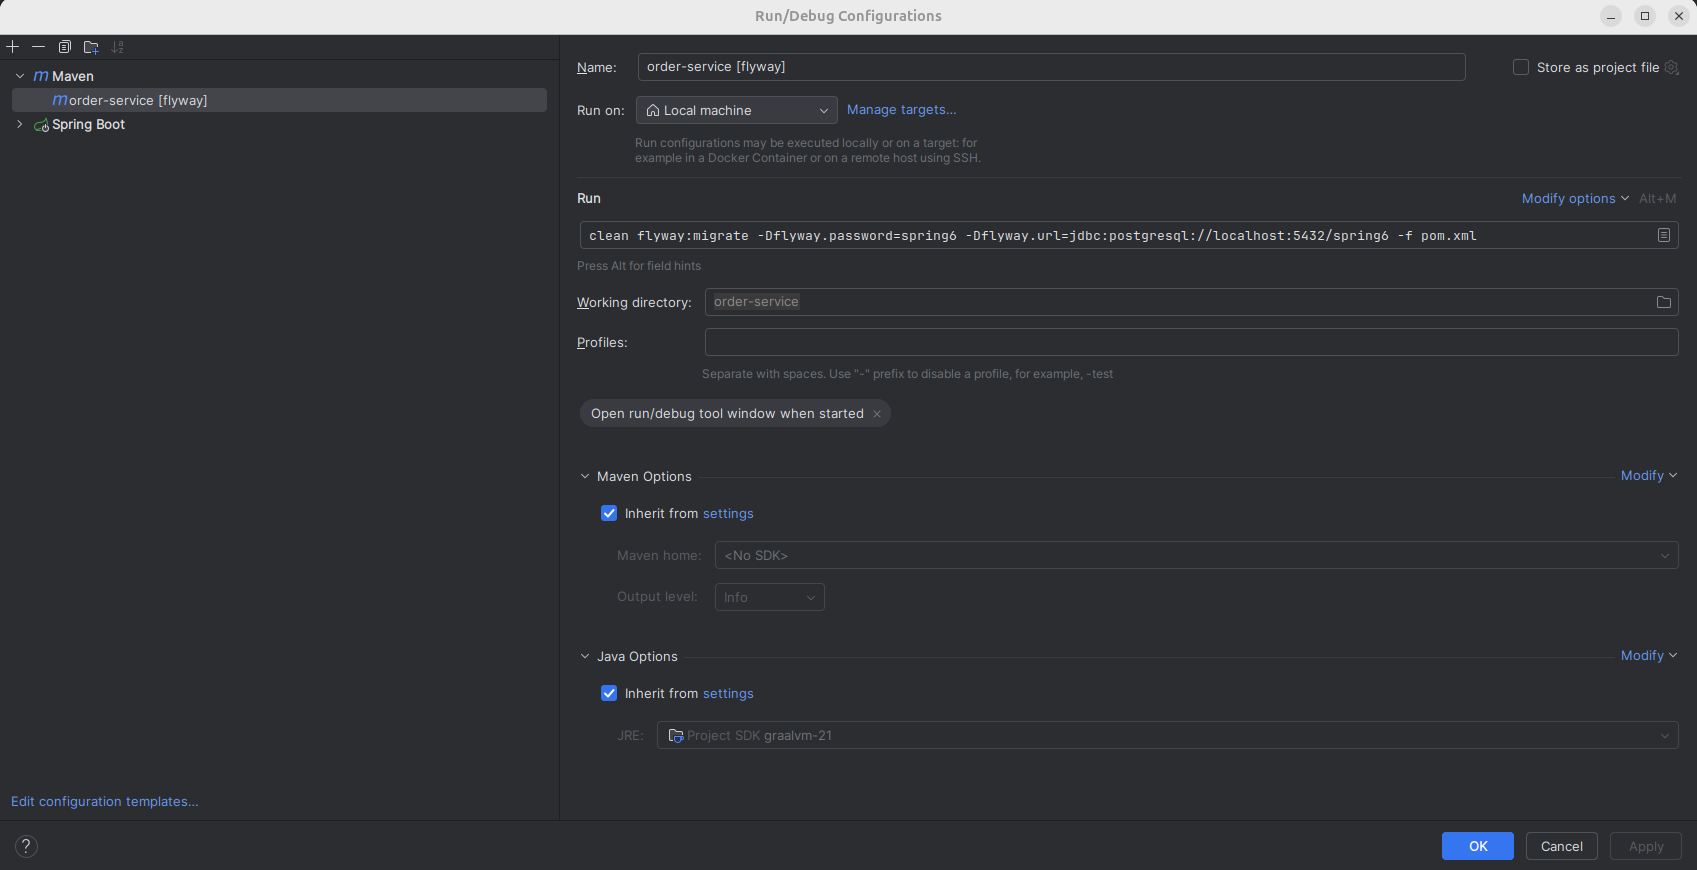 Run/Debug Configurations
Maven
order-service [flyway]
Spring Boot
Edit configuration templates...
Name: order-service [flyway]
Store as project file
Run on: Local machine Manage targets...
Run configurations may be executed locally or on a target: for
example in a Docker Container or on a remote host using SSH.
Run
Modify options Alt+M
clean flyway:migrate -Dflyway.password=spring6 -Dflyway.url=jdbc:postgresql://localhost:5432/spring6 -f pom.xml
Press Alt for field hints
Working directory: order-service
Profiles:
Separate with spaces. Use "-" prefix to disable a profile, for example, -test
Open run/debug tool window when started
Maven Options
Modify
Inherit from settings
Maven home: <No SDK>
Output level: Info
Java Options
Modify
Inherit from settings
JRE: Project SDK graalvm-21
?
OK
Cancel
Apply